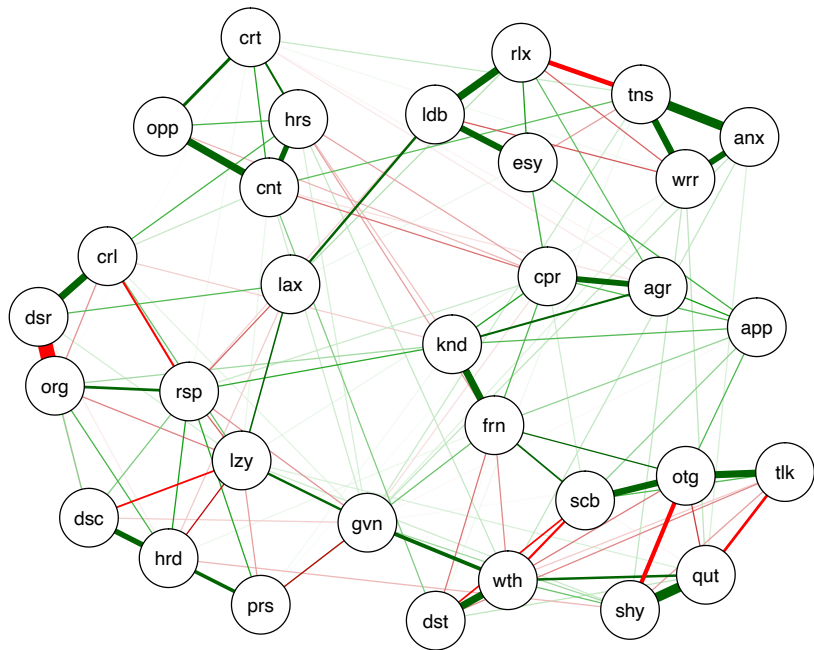 crt
rlx
tns
ldb
opp
hrs
anx
esy
wrr
cnt
crl
lax
cpr
agr
dsr
app
knd
org
rsp
frn
lzy
otg
tlk
scb
dsc
gvn
hrd
wth
qut
prs
dst
shy